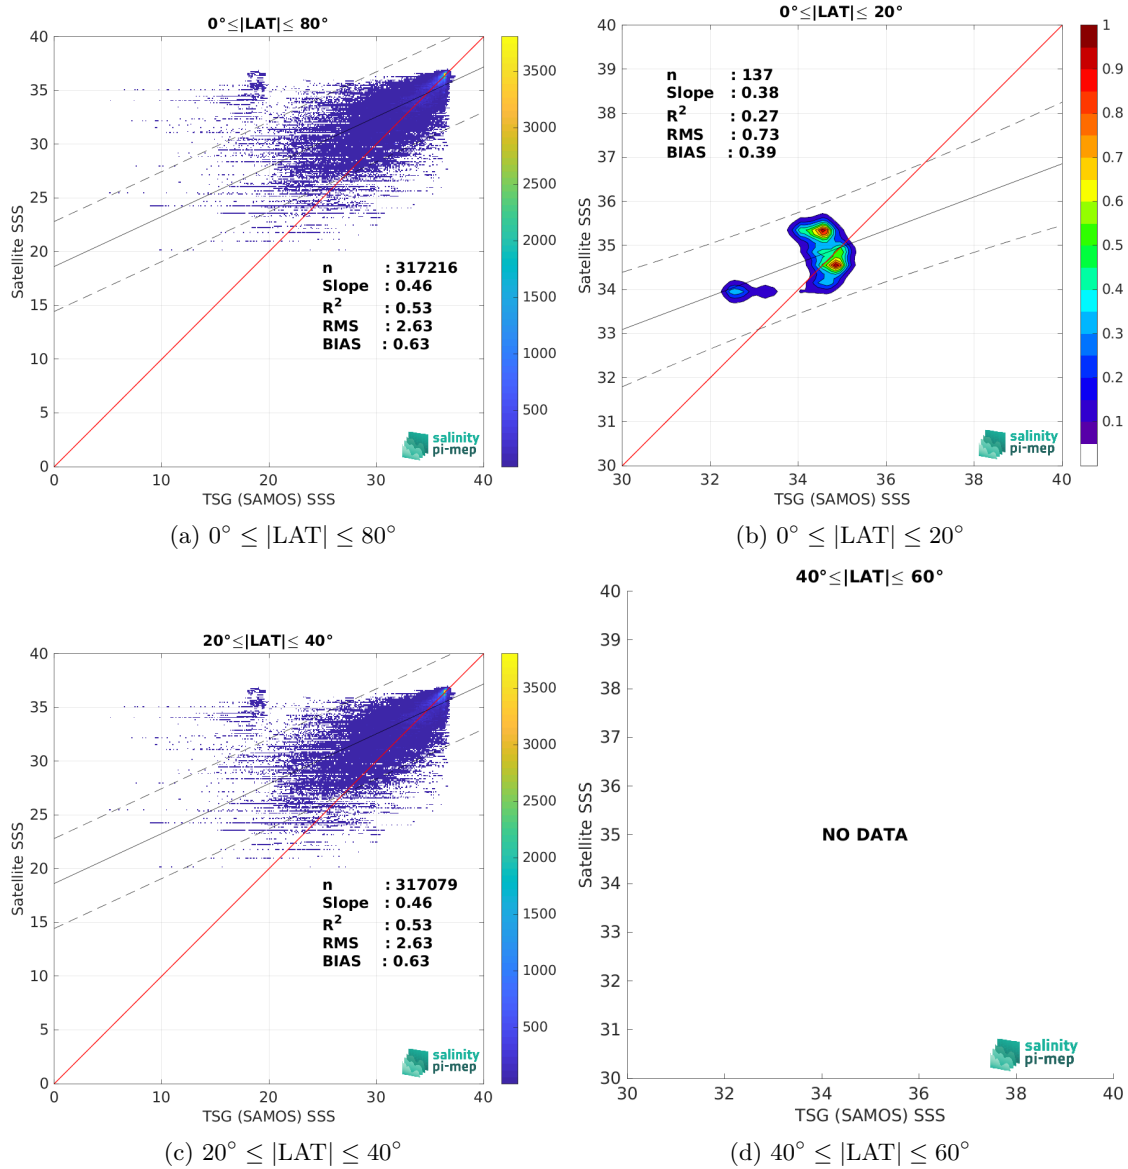 0°≤|LAT|≤ 80°
40
35
30
25
20
15
10
5
0
Satellite SSS
n : 317216
Slope : 0.46
R2 : 0.53
RMS : 2.63
BIAS : 0.63
salinity
pi-mep
0 10 20 30 40
TSG (SAMOS) SSS
3500
3000
2500
2000
1500
1000
500
(a) 0° ≤ |LAT| ≤ 80°
0°≤|LAT|≤ 20°
40
39
38
37
36
35
34
33
32
31
30
Satellite SSS
n : 137
Slope : 0.38
R2 : 0.27
RMS : 0.73
BIAS : 0.39
salinity
pi-mep
30 32 34 36 38 40
TSG (SAMOS) SSS
1
0.9
0.8
0.7
0.6
0.5
0.4
0.3
0.2
0.1
(b) 0° ≤ |LAT| ≤ 20°
20°≤|LAT|≤ 40°
40
35
30
25
20
15
10
5
0
Satellite SSS
n : 317079
Slope : 0.46
R2 : 0.53
RMS : 2.63
BIAS : 0.63
salinity
pi-mep
0 10 20 30 40
TSG (SAMOS) SSS
3500
3000
2500
2000
1500
1000
500
(c) 20° ≤ |LAT| ≤ 40°
40°≤|LAT|≤ 60°
40
39
38
37
36
35
34
33
32
31
30
Satellite SSS
NO DATA
salinity
pi-mep
30 32 34 36 38 40
TSG (SAMOS) SSS
(d) 40° ≤ |LAT| ≤ 60°